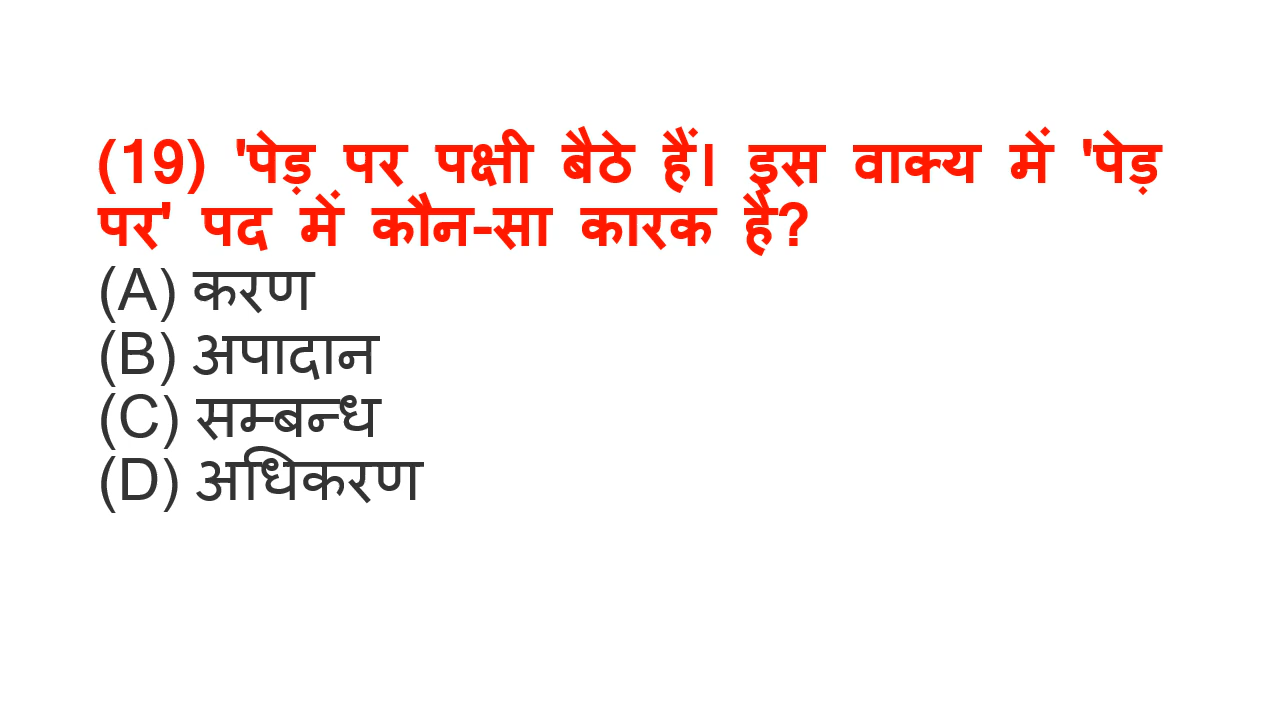 (19) 'पेड़ पर पक्षी बैठे हैं। इस वाक्य में 'पेड़
पर' पद में कौन-सा कारक है?
(A) करण
(B) अपादान
(C) सम्बन्ध
(D) अधिकरण